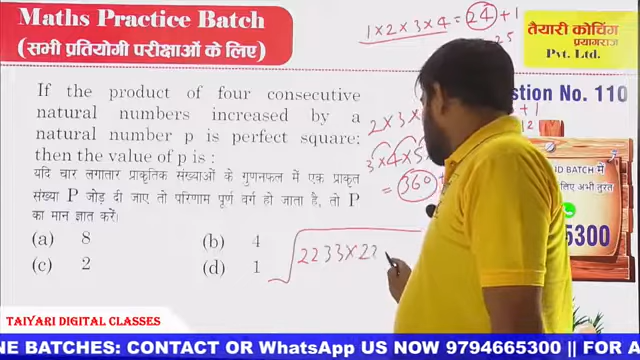 Maths Practice Batch
(सभी प्रतियोगी परीक्षाओं के लिए)
1×2×3×4 = 24 + 1
25
तैयारी कोचिंग
प्रयागराज
Pvt. Ltd.
stion No. 110
If the product of four consecutive
natural numbers increased by a
natural number p is perfect square;
then the value of p is :
यदि चार लगातार प्राकृतिक संख्याओं के गुणनफल में एक प्राकृत
संख्या P जोड़ दी जाए तो परिणाम पूर्ण वर्ग हो जाता है, तो P
का मान ज्ञात करें।
2×3×
+1
3×4×5
= 360
(a) 8
(b) 4
(c) 2
(d) 1
2233×22
BATCH में
लिए अभी तुरत
5300
TAIYARI DIGITAL CLASSES
NE BATCHES: CONTACT OR WhatsApp US NOW 9794665300 || FOR A